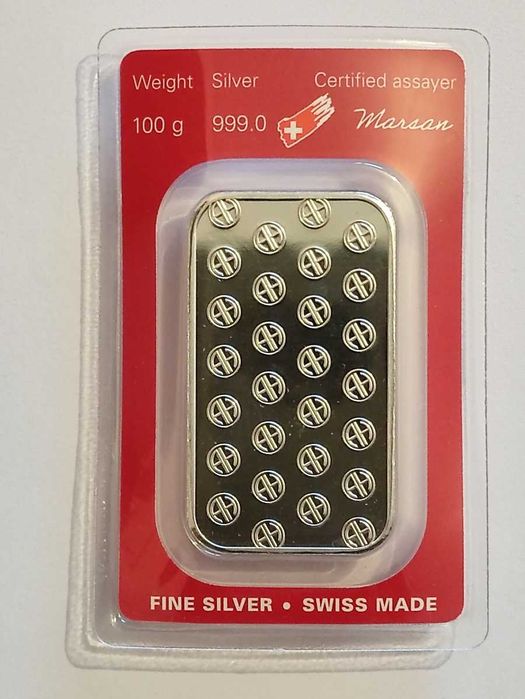 Weight Silver Certified assayer
100 g 999.0 Marsan
FINE SILVER • SWISS MADE